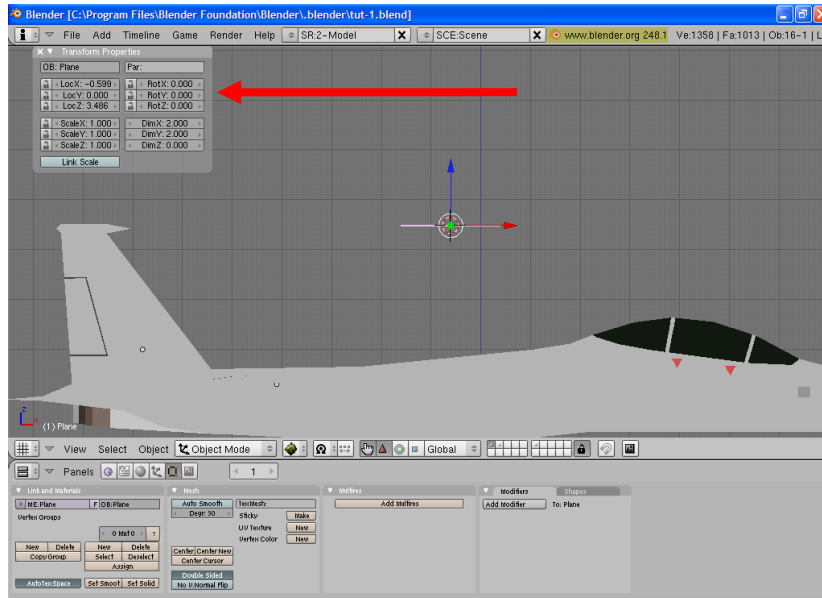 Blender [C:\Program Files\Blender Foundation\Blender\.blender\tut-1.blend]
File Add Timeline Game Render Help SR:2-Model X SCE:Scene X www.blender.org 248.1 Ve:1358 | Fa:1013 | Ob:16-1 | L
Transform Properties
OB: Plane Par:
LocX: -0.599 RotX: 0.000
LocY: 0.000 RotY: 0.000
LocZ: 3.486 RotZ: 0.000
ScaleX: 1.000 DimX: 2.000
ScaleY: 1.000 DimY: 2.000
ScaleZ: 1.000 DimZ: 0.000
Link Scale
Z
X
(1) Plane
View Select Object Object Mode Global
Panels 1
Link and Materials Mesh Multires Modifiers Shapes
ME:Plane F OB:Plane Auto Smooth TexMesh: Add Multires Add Modifier To: Plane
Vertex Groups Degr: 30 Sticky Make
0 Mat 0 ? UV Texture New
Vertex Color New
New Delete New Delete
Copy Group Select Deselect Center Center New
Assign Center Cursor
Double Sided
AutoTexSpace Set Smoot Set Solid No V.Normal Flip